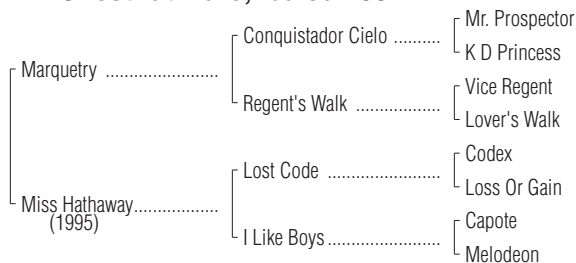 Mr. Prospector
Conquistador Cielo ..........
K D Princess
Marquetry ........................
Vice Regent
Regent's Walk ..................
Lover's Walk
Codex
Lost Code ........................
Loss Or Gain
Miss Hathaway..................
(1995)
Capote
I Like Boys ........................
Melodeon